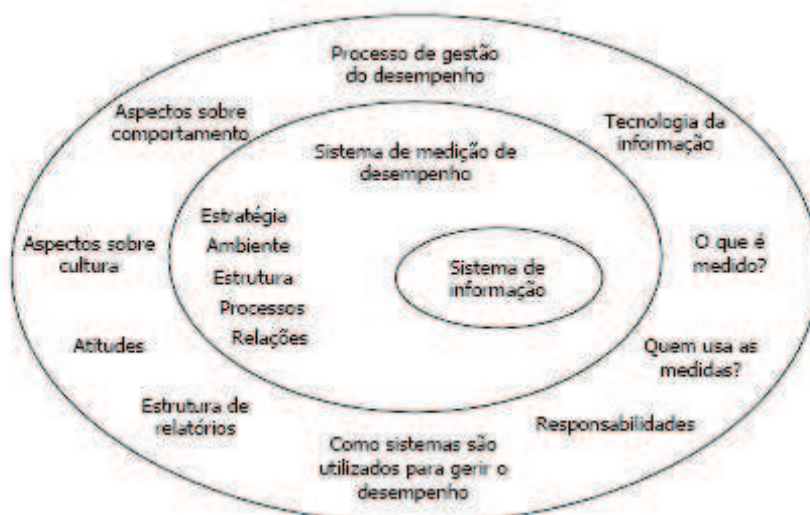 Processo de gestão
do desempenho
Aspectos sobre
comportamento
Tecnologia da
informação
Sistema de medição de
desempenho
Estratégia
Ambiente
Estrutura
Processos
Relações
Sistema de
informação
Aspectos sobre
cultura
O que é
medido?
Atitudes
Quem usa as
medidas?
Estrutura de
relatórios
Responsabilidades
Como sistemas são
utilizados para gerir o
desempenho